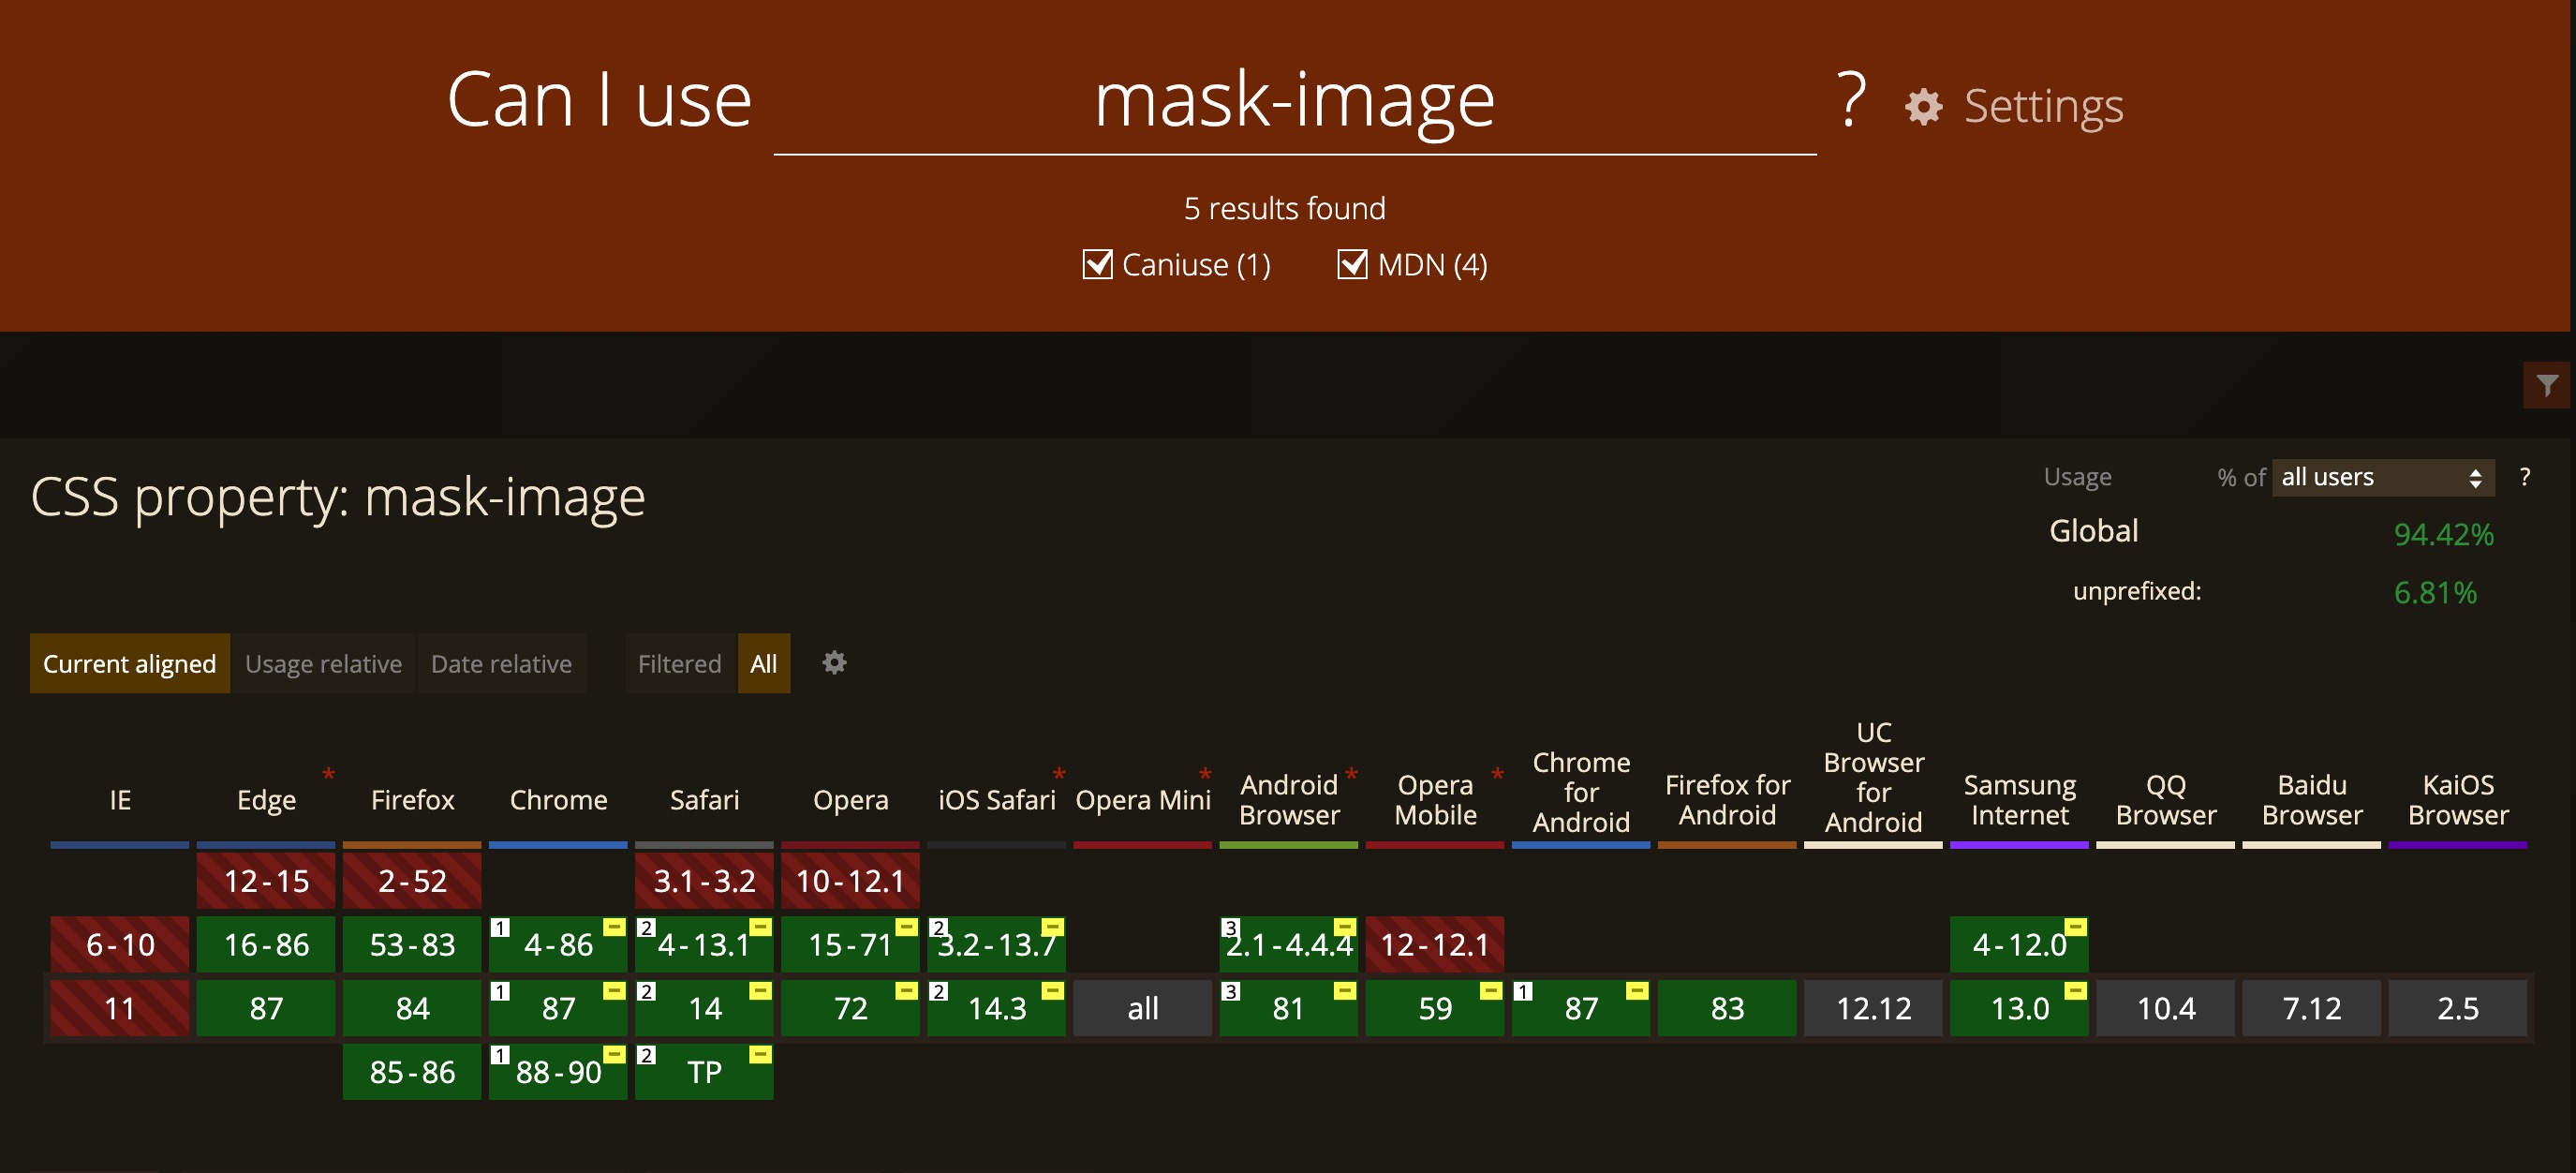 Can I use mask-image ? Settings
5 results found
Caniuse (1) MDN (4)
CSS property: mask-image
Usage % of all users ?
Global 94.42%
unprefixed: 6.81%
Current aligned Usage relative Date relative Filtered All
IE Edge * Firefox Chrome Safari Opera iOS Safari * Opera Mini * Android Browser * Opera Mobile * Chrome for Android Firefox for Android UC Browser for Android Samsung Internet QQ Browser Baidu Browser KaiOS Browser
12-15 2-52 3.1-3.2 10-12.1
6-10 16-86 53-83 1 4-86 2 4-13.1 15-71 2 3.2-13.7 3 2.1-4.4.4 12-12.1 4-12.0
11 87 84 1 87 2 14 72 2 14.3 all 3 81 59 1 87 83 12.12 13.0 10.4 7.12 2.5
85-86 1 88-90 2 TP